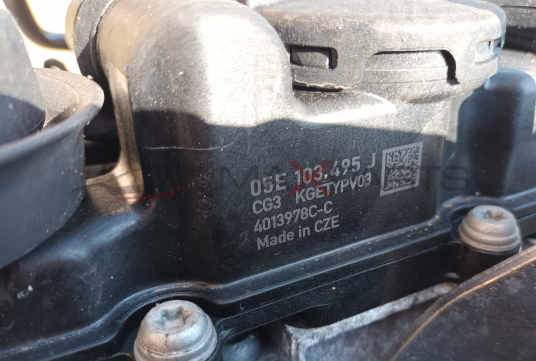 05E 103.495 J
CG3 KGETYPV03
4013978C-C
Made in CZE